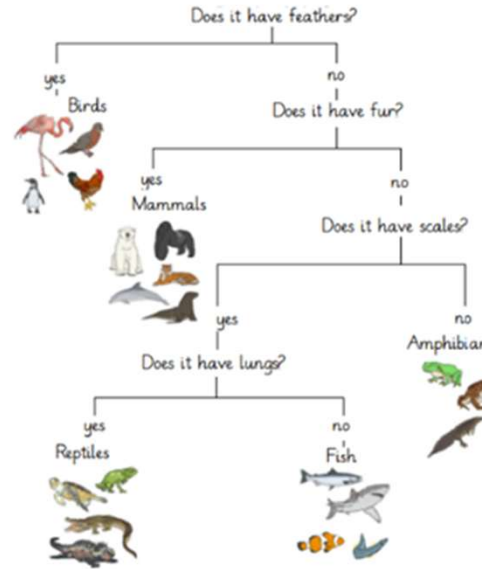 Does it have feathers?
yes
no
Birds
Does it have fur?
yes
no
Mammals
Does it have scales?
yes
no
Amphibian
Does it have lungs?
yes
no
Reptiles
Fish